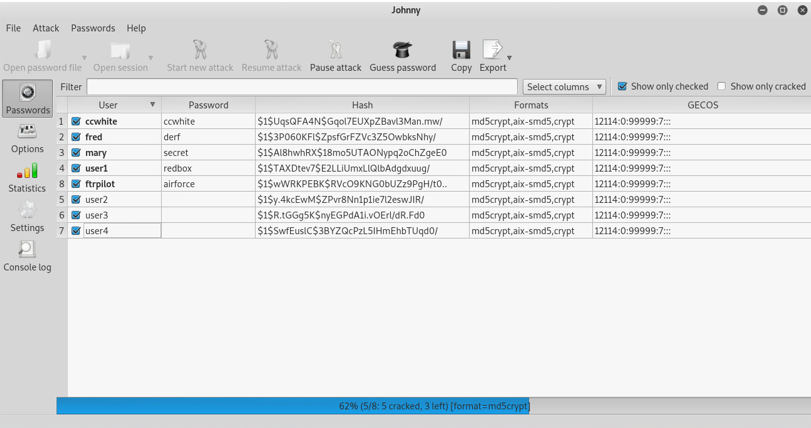 Johnny
File Attack Passwords Help
Open password file Open session Start new attack Resume attack Pause attack Guess password Copy Export
Filter Select columns Show only checked Show only cracked
Passwords
Options
Statistics
Settings
Console log
User Password Hash Formats GECOS
1 ccwhite ccwhite $1$UqsQFA4N$Gqol7EUXpZBavl3Man.mw/ md5crypt,aix-smd5,crypt 12114:0:99999:7:::
2 fred derf $1$3P060KFl$ZpsfGrFZVc3Z5OwbksNhy/ md5crypt,aix-smd5,crypt 12114:0:99999:7:::
3 mary secret $1$Al8hwhRX$18mo5UTAONypq2oChZgeE0 md5crypt,aix-smd5,crypt 12114:0:99999:7:::
4 user1 redbox $1$TAXDtev7$E2LLiUmxLlQlbAdgdxuug/ md5crypt,aix-smd5,crypt 12114:0:99999:7:::
8 ftrpilot airforce $1$wWRKPEBK$RVcO9KNG0bUZz9PgH/t0.. md5crypt,aix-smd5,crypt 12114:0:99999:7:::
5 user2 $1$y.4kcEwM$ZPvr8Nn1p1ie7l2eswJIR/ md5crypt,aix-smd5,crypt 12114:0:99999:7:::
6 user3 $1$R.tGGg5K$nyEGPdA1i.vOErl/dR.Fd0 md5crypt,aix-smd5,crypt 12114:0:99999:7:::
7 user4 $1$SwfEuslC$3BYZQcPzL5IHmEhbTUqd0/ md5crypt,aix-smd5,crypt 12114:0:99999:7:::
62% (5/8: 5 cracked, 3 left) [format=md5crypt]